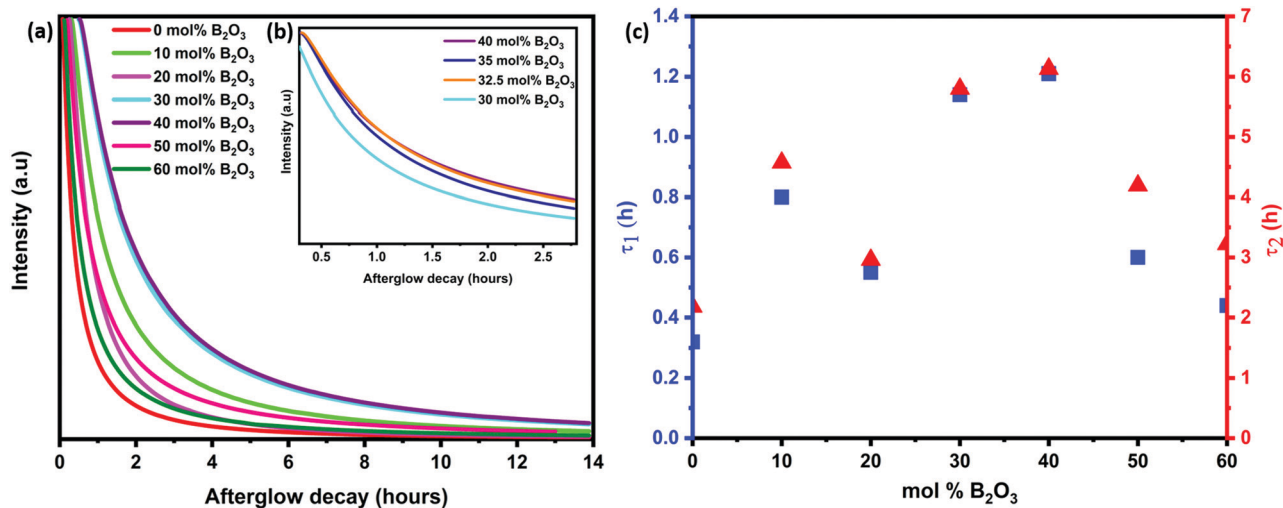 (a)
0 mol% B₂O₃
10 mol% B₂O₃
20 mol% B₂O₃
30 mol% B₂O₃
40 mol% B₂O₃
50 mol% B₂O₃
60 mol% B₂O₃
Intensity (a.u)
0 2 4 6 8 10 12 14
Afterglow decay (hours)
(b)
40 mol% B₂O₃
35 mol% B₂O₃
32.5 mol% B₂O₃
30 mol% B₂O₃
Intensity (a.u)
0.5 1.0 1.5 2.0 2.5
Afterglow decay (hours)
(c)
1.4
1.2
1.0
0.8
0.6
0.4
0.2
0.0
τ₁ (h)
7
6
5
4
3
2
1
0
τ₂ (h)
0 10 20 30 40 50 60
mol % B₂O₃